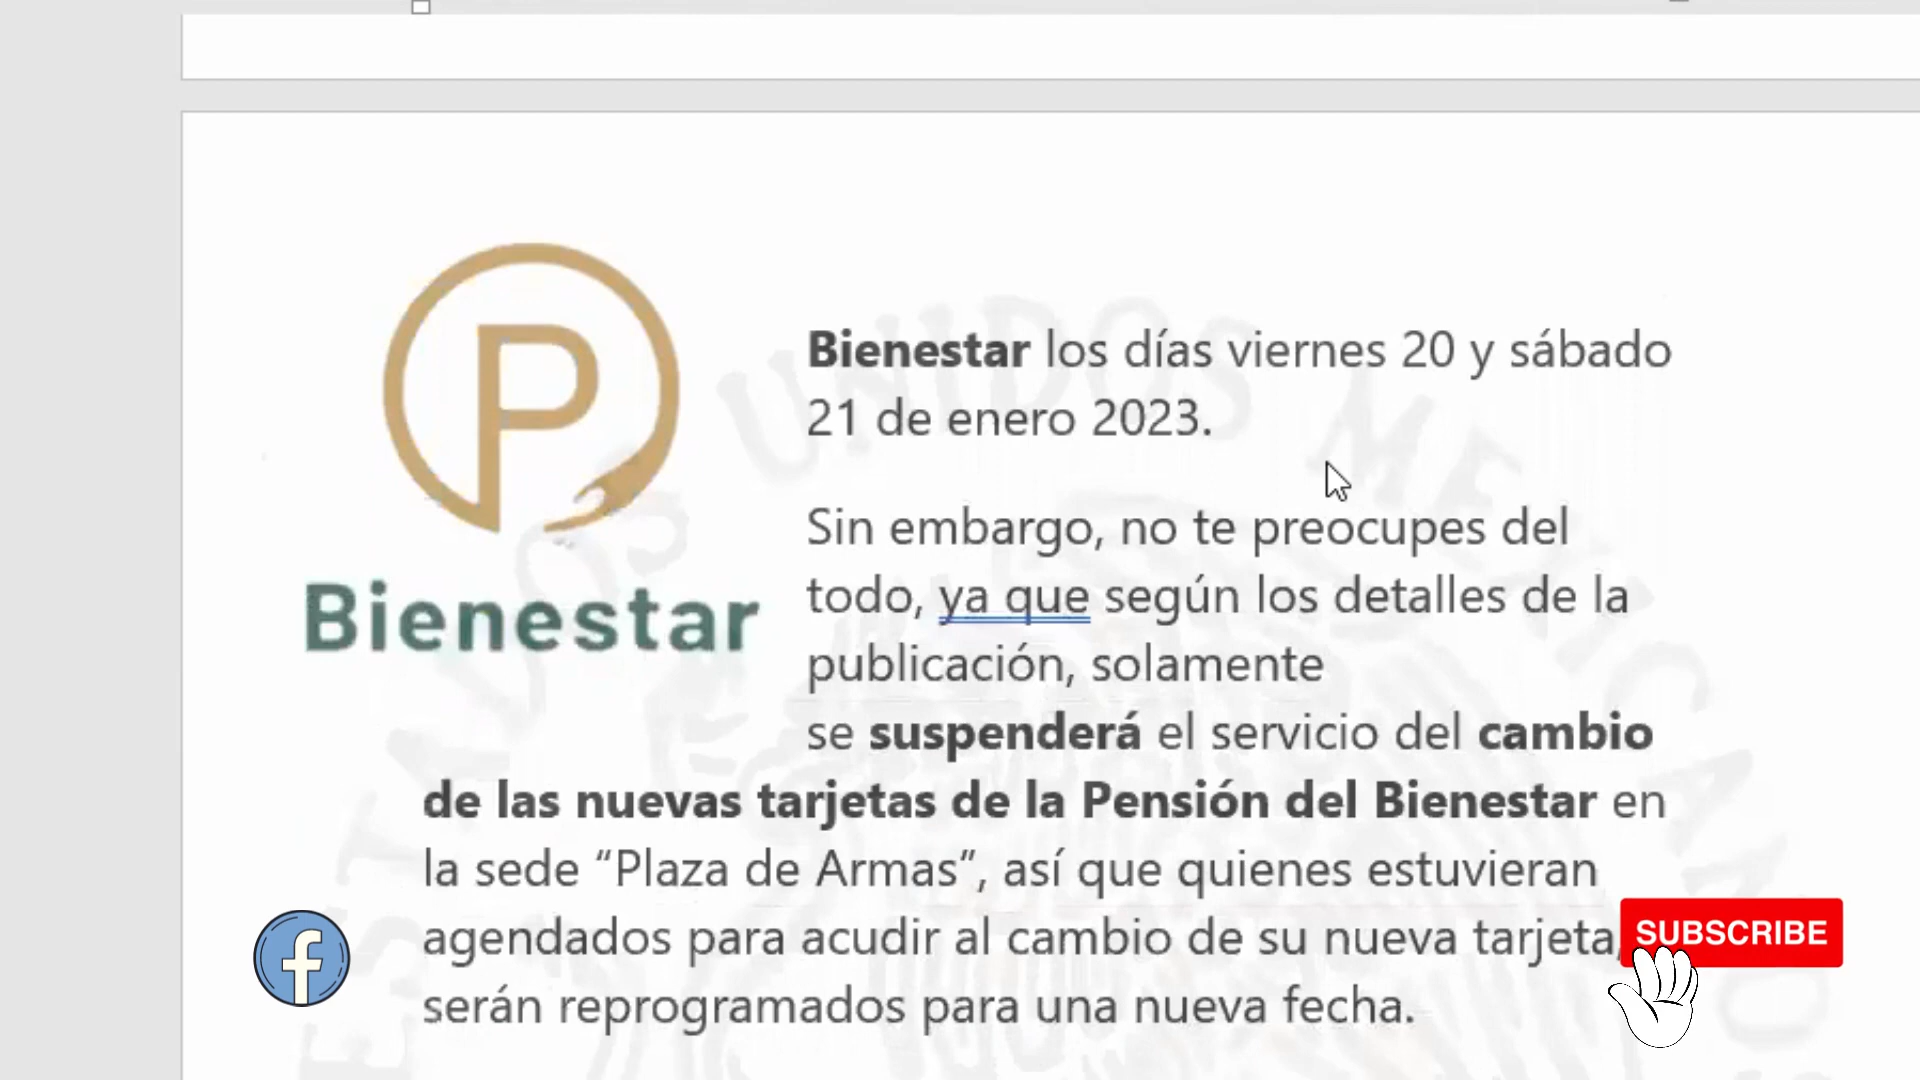 Bienestar
Bienestar los días viernes 20 y sábado
21 de enero 2023.
Sin embargo, no te preocupes del
todo, ya que según los detalles de la
publicación, solamente
se suspenderá el servicio del cambio
de las nuevas tarjetas de la Pensión del Bienestar en
la sede “Plaza de Armas”, así que quienes estuvieran
agendados para acudir al cambio de su nueva tarjeta,
serán reprogramados para una nueva fecha.
SUBSCRIBE
ESTADOS UNIDOS MEXICANOS